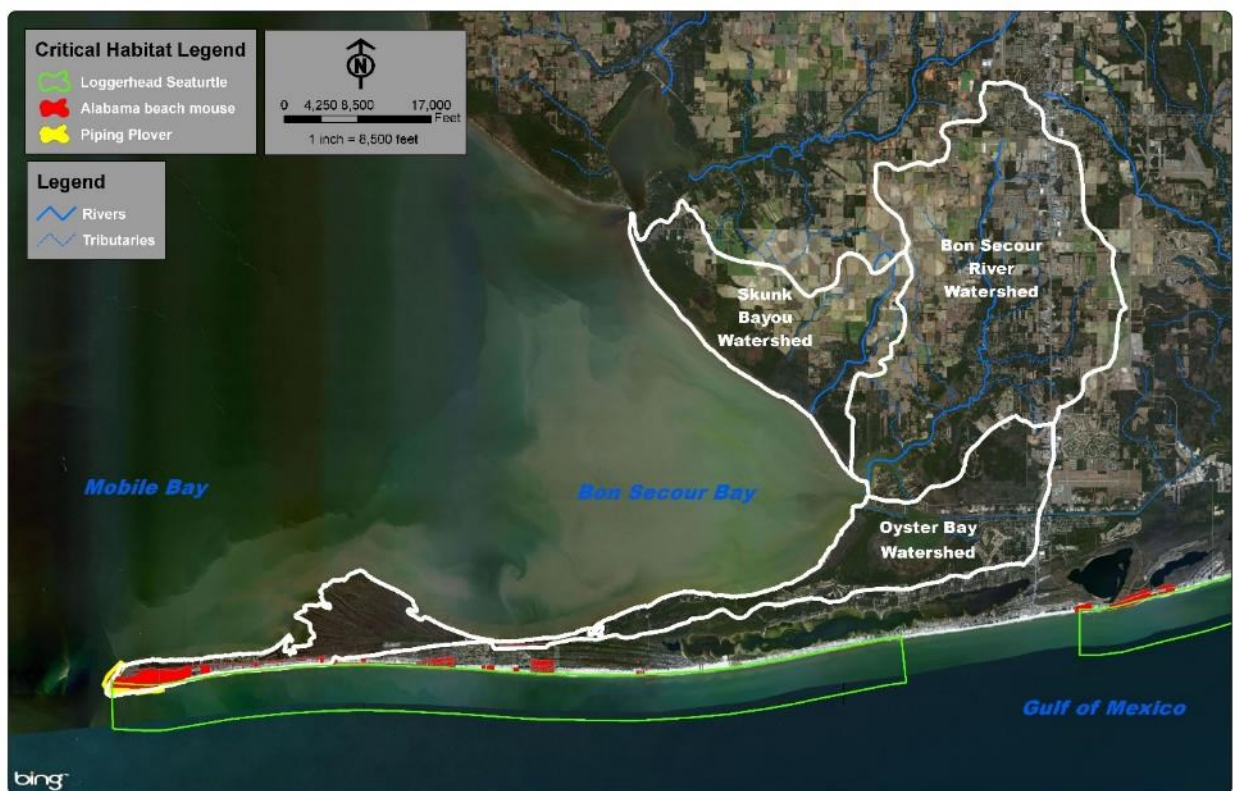 Critical Habitat Legend
Loggerhead Seaturtle
Alabama beach mouse
Piping Plover
N
0 4,250 8,500 17,000
Feet
1 inch = 8,500 feet
Legend
Rivers
Tributaries
Bon Secour
River
Watershed
Skunk
Bayou
Watershed
Mobile Bay
Bon Secour Bay
Oyster Bay
Watershed
Gulf of Mexico
bing™